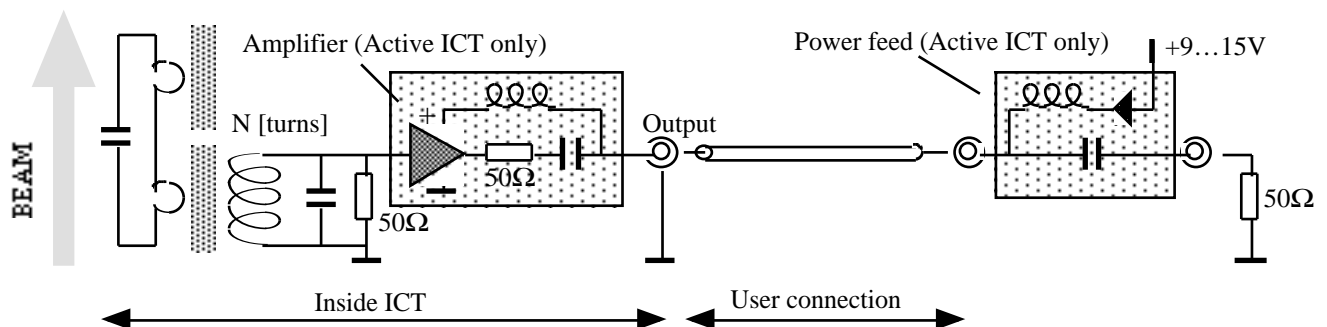 Amplifier (Active ICT only)
Power feed (Active ICT only)
+9…15V
N [turns]
+
Output
50Ω
50Ω
50Ω
BEAM
Inside ICT
User connection